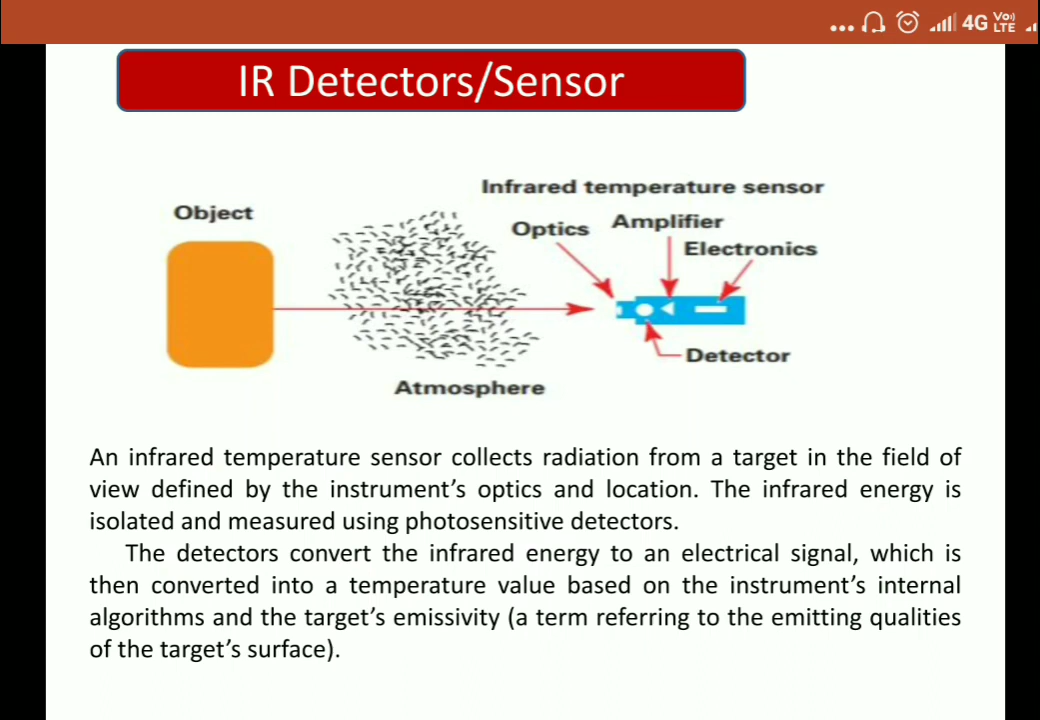 4G Vo) LTE
IR Detectors/Sensor
Infrared temperature sensor
Object
Optics
Amplifier
Electronics
Detector
Atmosphere
An infrared temperature sensor collects radiation from a target in the field of
view defined by the instrument's optics and location. The infrared energy is
isolated and measured using photosensitive detectors.
The detectors convert the infrared energy to an electrical signal, which is
then converted into a temperature value based on the instrument's internal
algorithms and the target's emissivity (a term referring to the emitting qualities
of the target's surface).